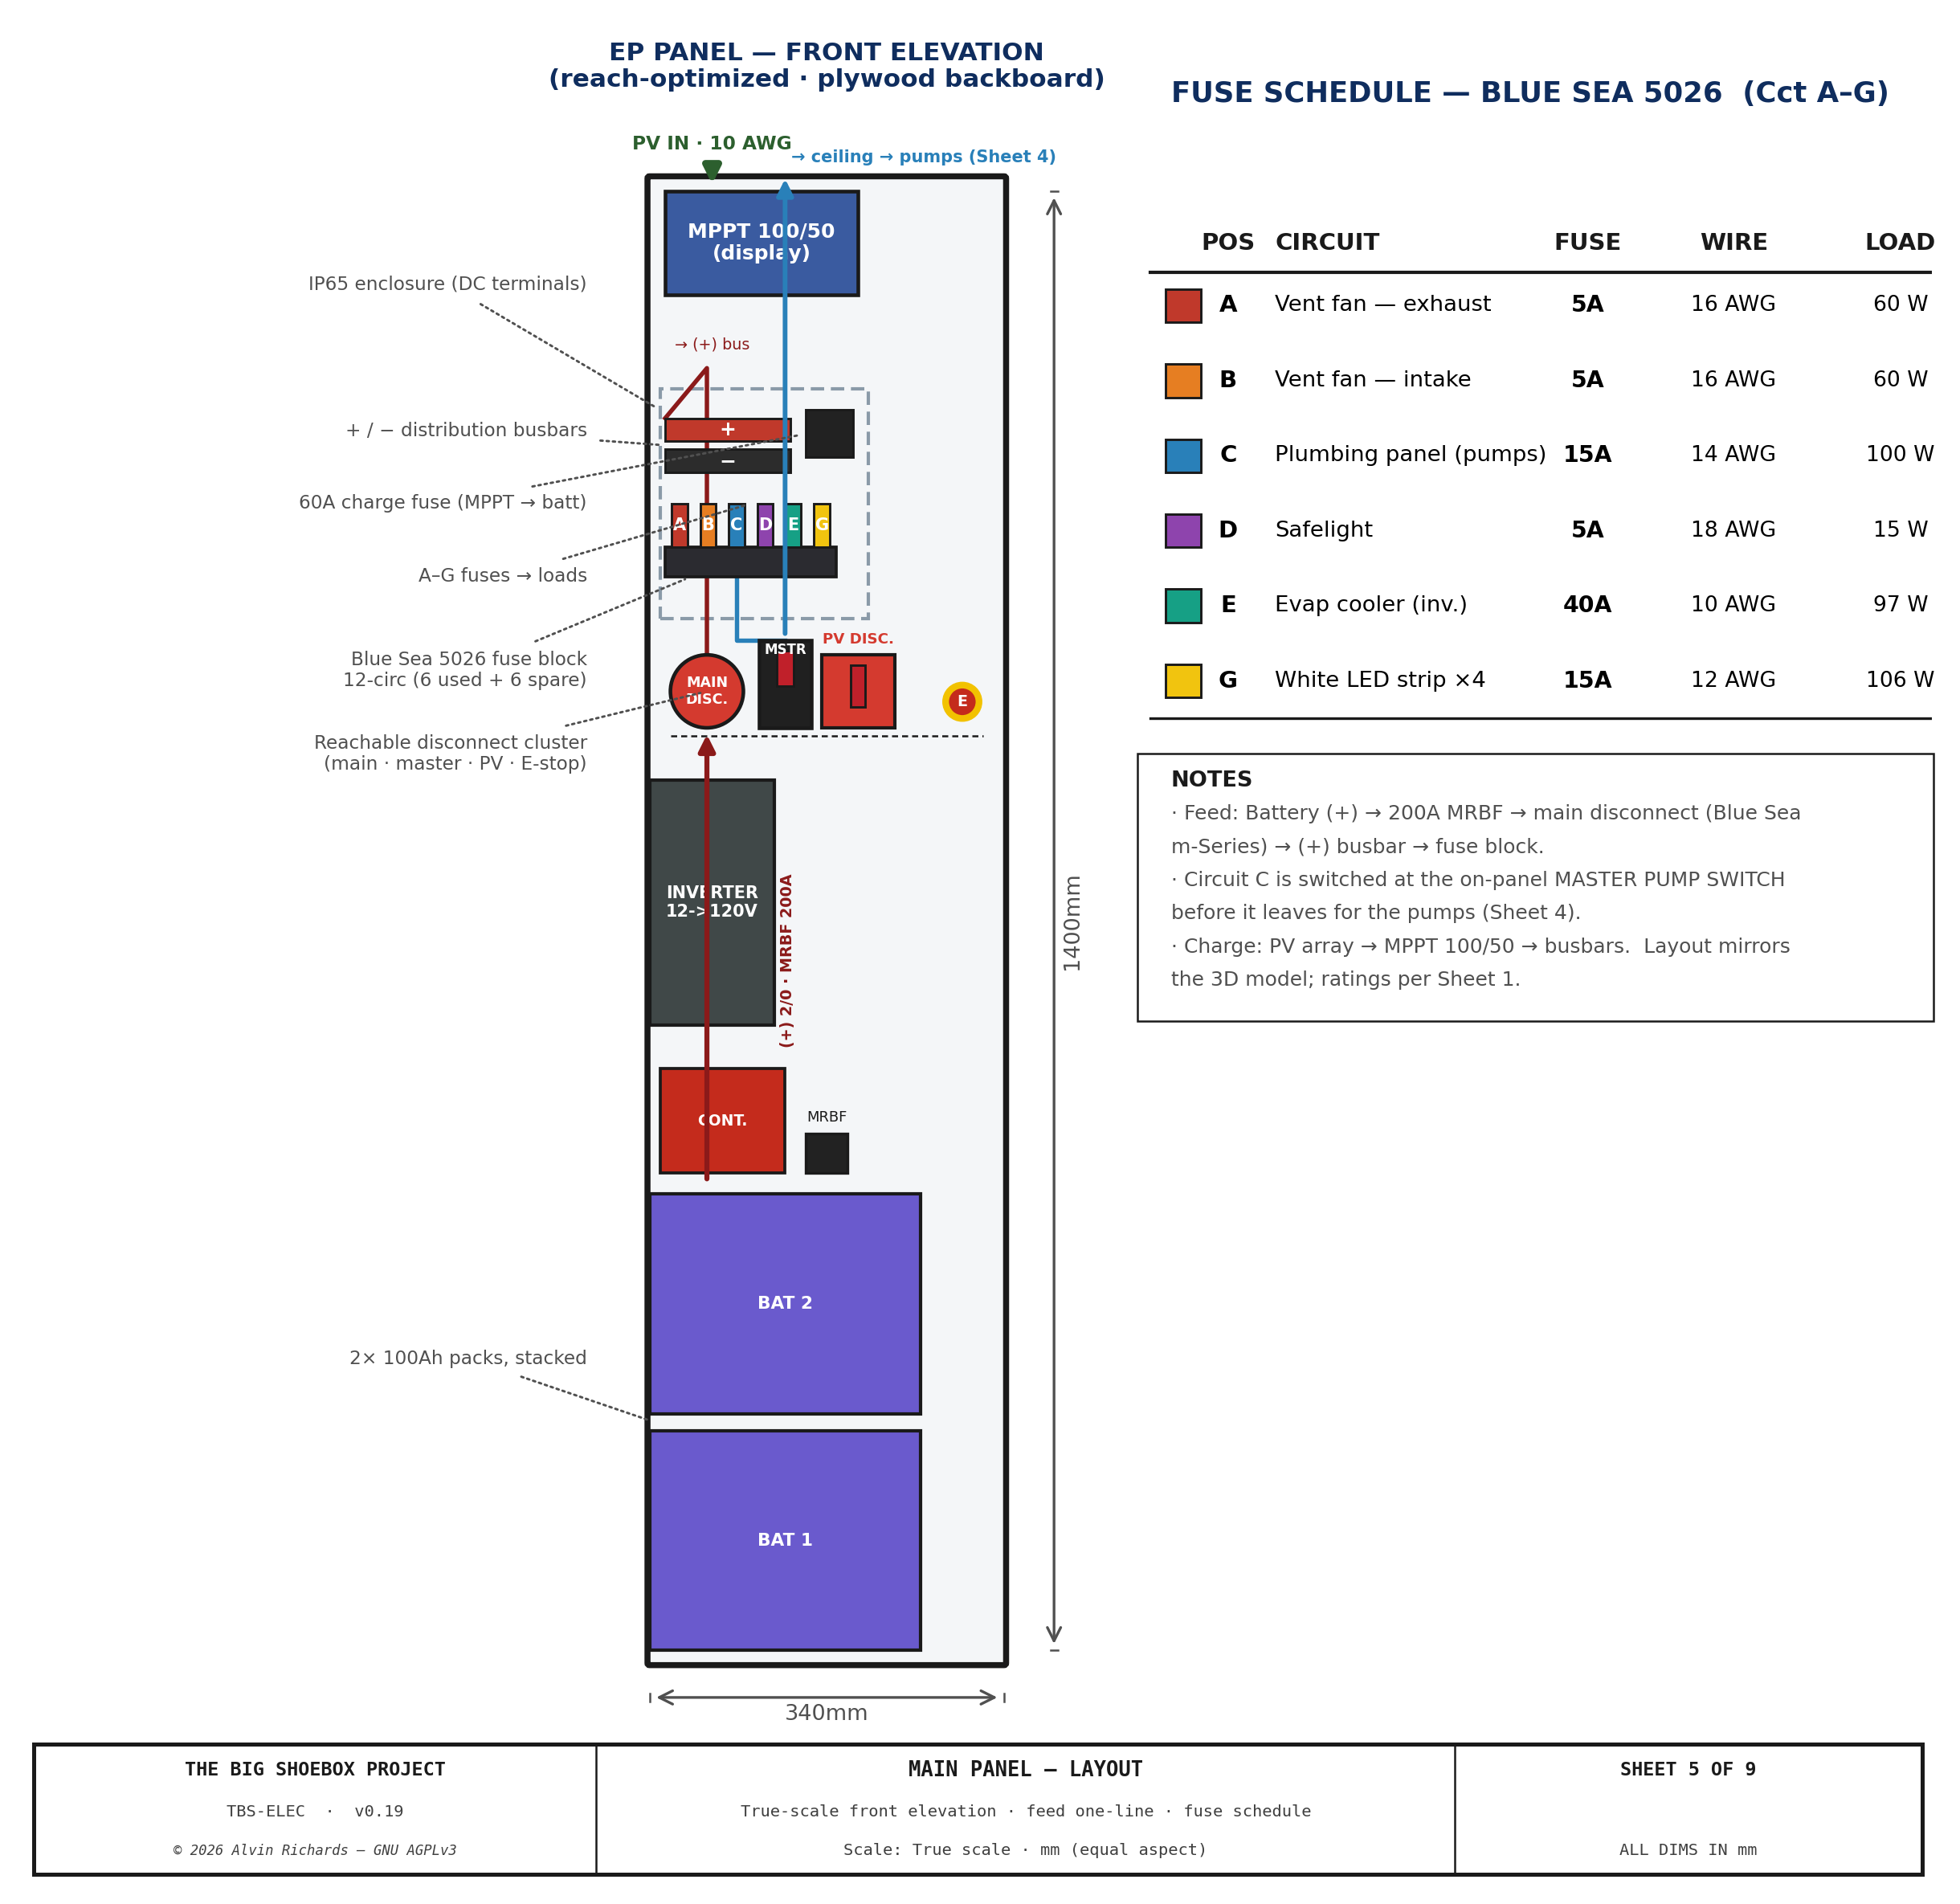 EP PANEL — FRONT ELEVATION
(reach-optimized · plywood backboard)
PV IN · 10 AWG
→ ceiling → pumps (Sheet 4)
MPPT 100/50
(display)
IP65 enclosure (DC terminals)
→ (+) bus
+ / − distribution busbars
+
−
60A charge fuse (MPPT → batt)
A B C D E G
A–G fuses → loads
Blue Sea 5026 fuse block
12-circ (6 used + 6 spare)
MSTR
PV DISC.
MAIN
DISC.
E
Reachable disconnect cluster
(main · master · PV · E-stop)
INVERTER
12->120V
(+) 2/0 · MRBF 200A
1400mm
CONT.
MRBF
BAT 2
2× 100Ah packs, stacked
BAT 1
340mm
FUSE SCHEDULE — BLUE SEA 5026  (Cct A–G)
POS CIRCUIT FUSE WIRE LOAD
A Vent fan — exhaust 5A 16 AWG 60 W
B Vent fan — intake 5A 16 AWG 60 W
C Plumbing panel (pumps) 15A 14 AWG 100 W
D Safelight 5A 18 AWG 15 W
E Evap cooler (inv.) 40A 10 AWG 97 W
G White LED strip ×4 15A 12 AWG 106 W
NOTES
· Feed: Battery (+) → 200A MRBF → main disconnect (Blue Sea
m-Series) → (+) busbar → fuse block.
· Circuit C is switched at the on-panel MASTER PUMP SWITCH
before it leaves for the pumps (Sheet 4).
· Charge: PV array → MPPT 100/50 → busbars.  Layout mirrors
the 3D model; ratings per Sheet 1.
THE BIG SHOEBOX PROJECT
TBS-ELEC  ·  v0.19
© 2026 Alvin Richards — GNU AGPLv3
MAIN PANEL — LAYOUT
True-scale front elevation · feed one-line · fuse schedule
Scale: True scale · mm (equal aspect)
SHEET 5 OF 9
ALL DIMS IN mm